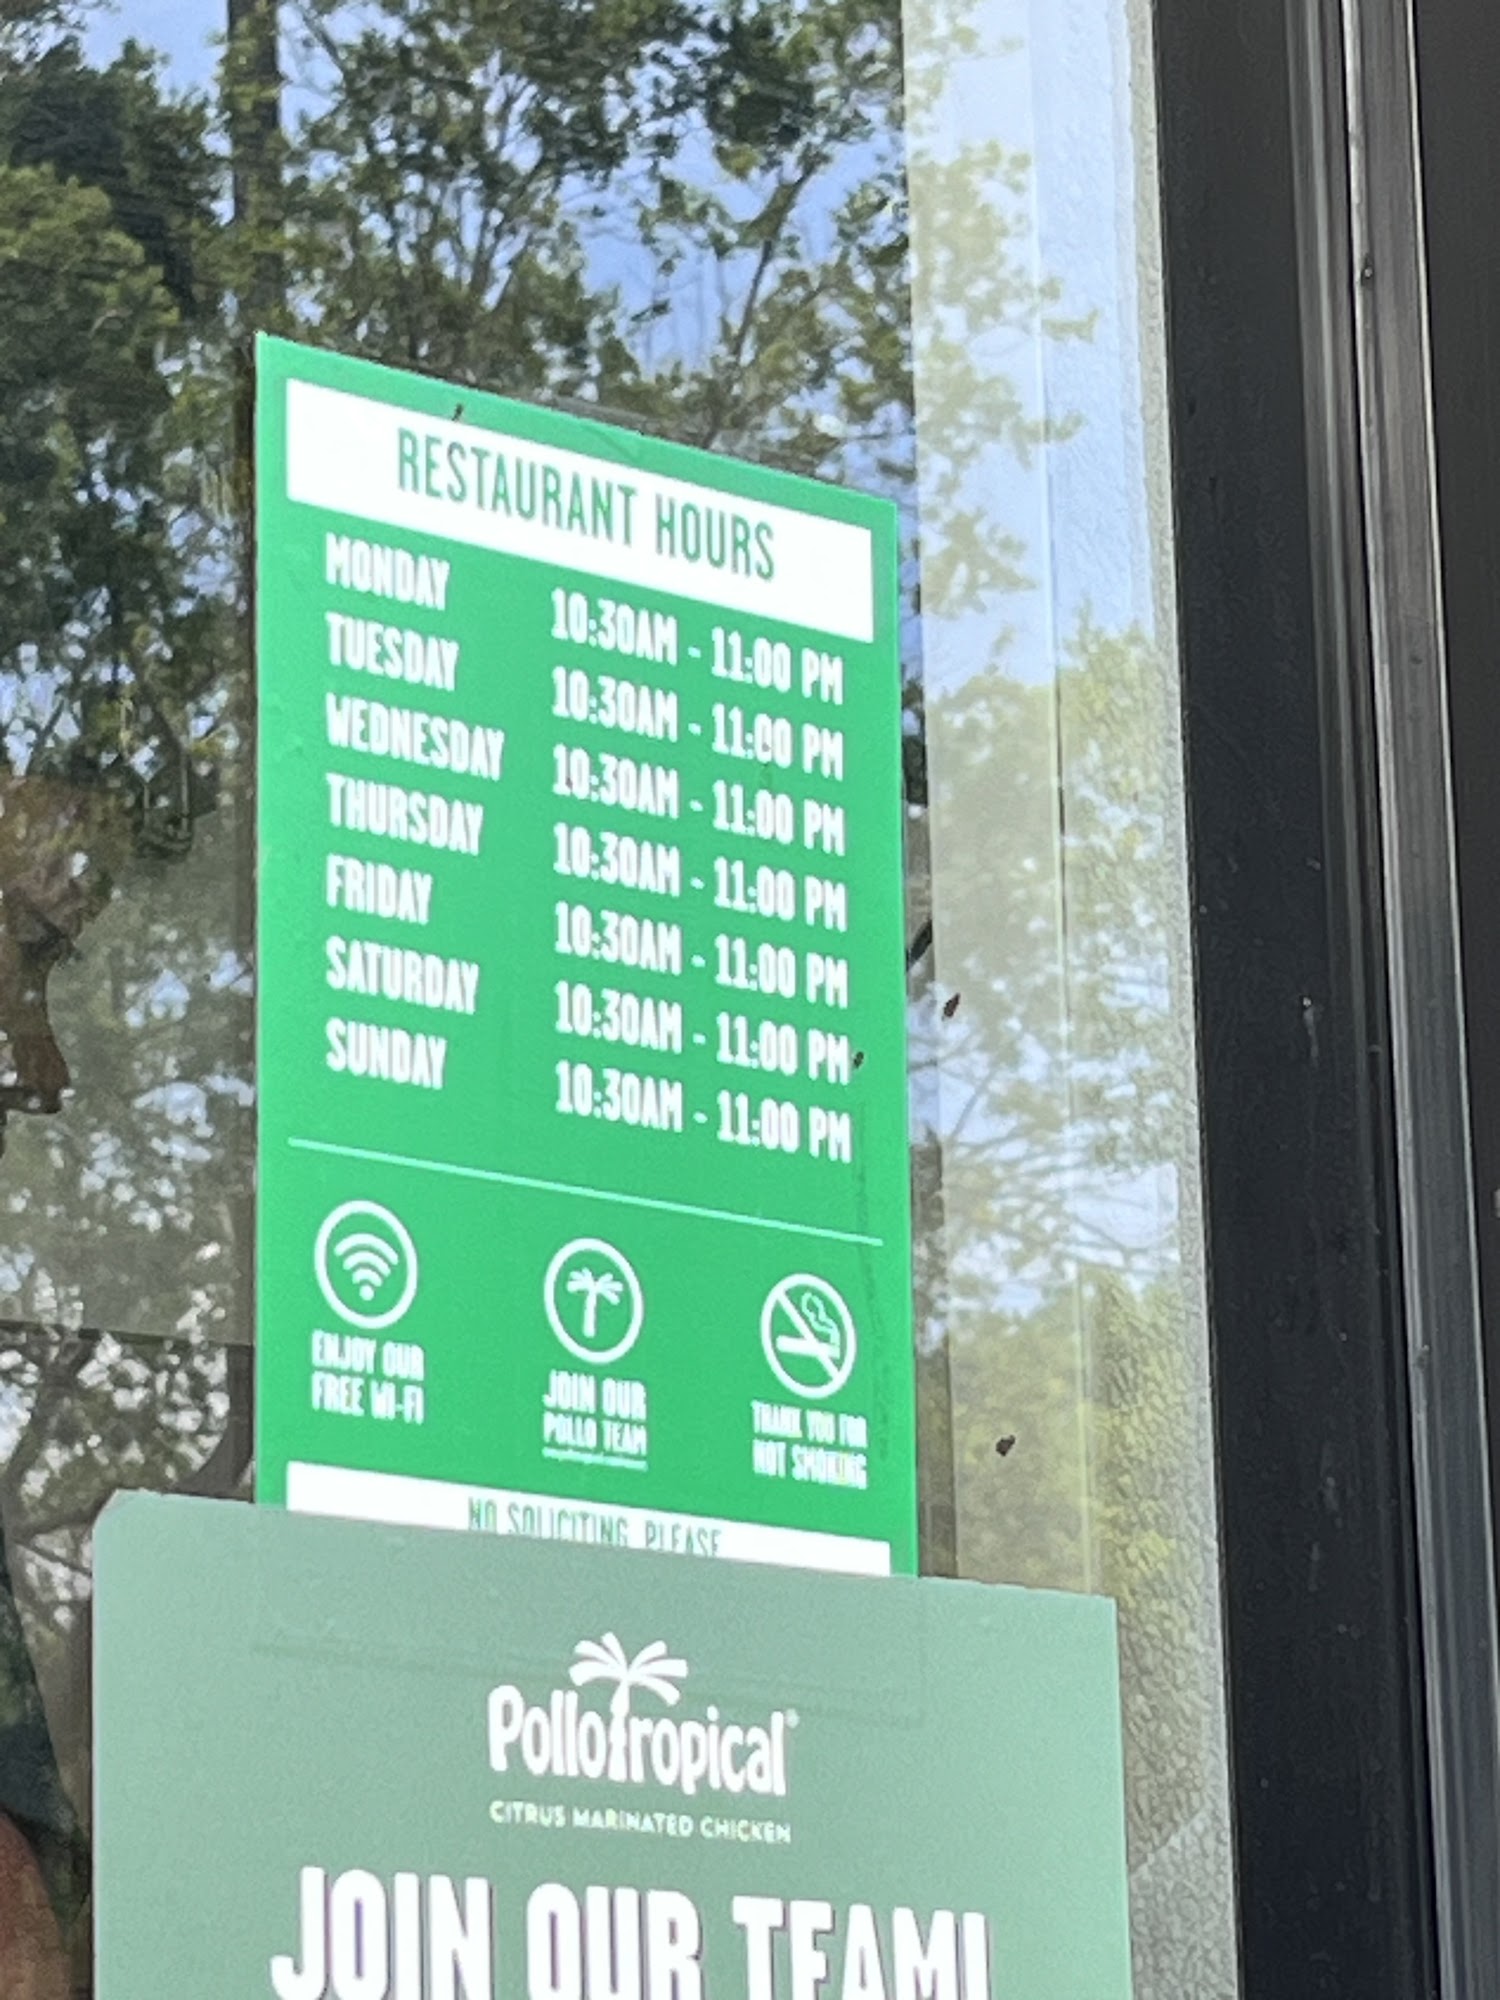 RESTAURANT HOURS
MONDAY 10:30AM - 11:00 PM
TUESDAY 10:30AM - 11:00 PM
WEDNESDAY 10:30AM - 11:00 PM
THURSDAY 10:30AM - 11:00 PM
FRIDAY 10:30AM - 11:00 PM
SATURDAY 10:30AM - 11:00 PM
SUNDAY 10:30AM - 11:00 PM
ENJOY OUR
FREE WI-FI
JOIN OUR
POLLO TEAM
THANK YOU FOR
NOT SMOKING
NO SOLICITING, PLEASE
PolloTropical®
CITRUS MARINATED CHICKEN
JOIN OUR TEAM!